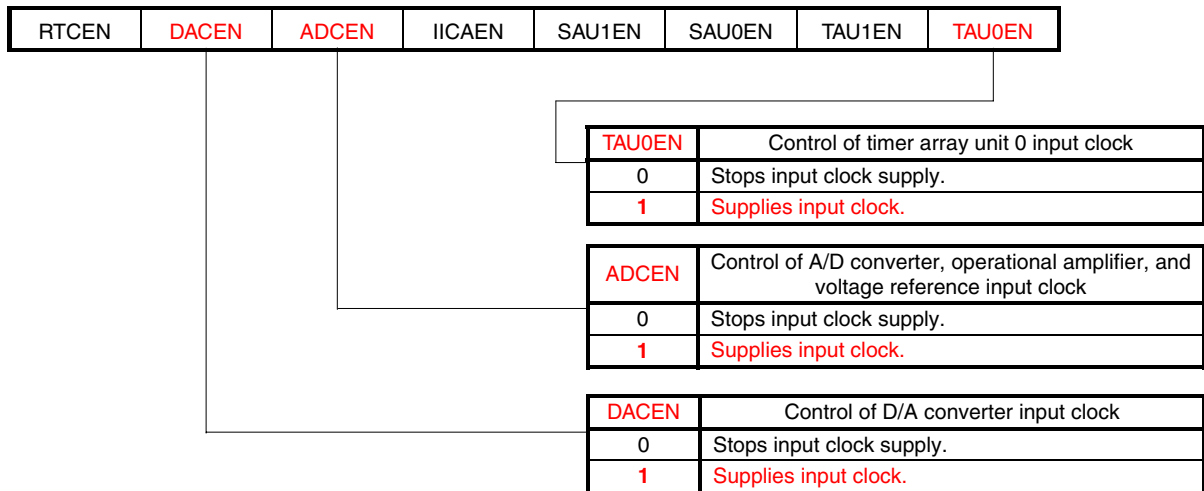 RTCEN DACEN ADCEN IICAEN SAU1EN SAU0EN TAU1EN TAU0EN
TAU0EN Control of timer array unit 0 input clock
0 Stops input clock supply.
1 Supplies input clock.
ADCEN Control of A/D converter, operational amplifier, and
voltage reference input clock
0 Stops input clock supply.
1 Supplies input clock.
DACEN Control of D/A converter input clock
0 Stops input clock supply.
1 Supplies input clock.